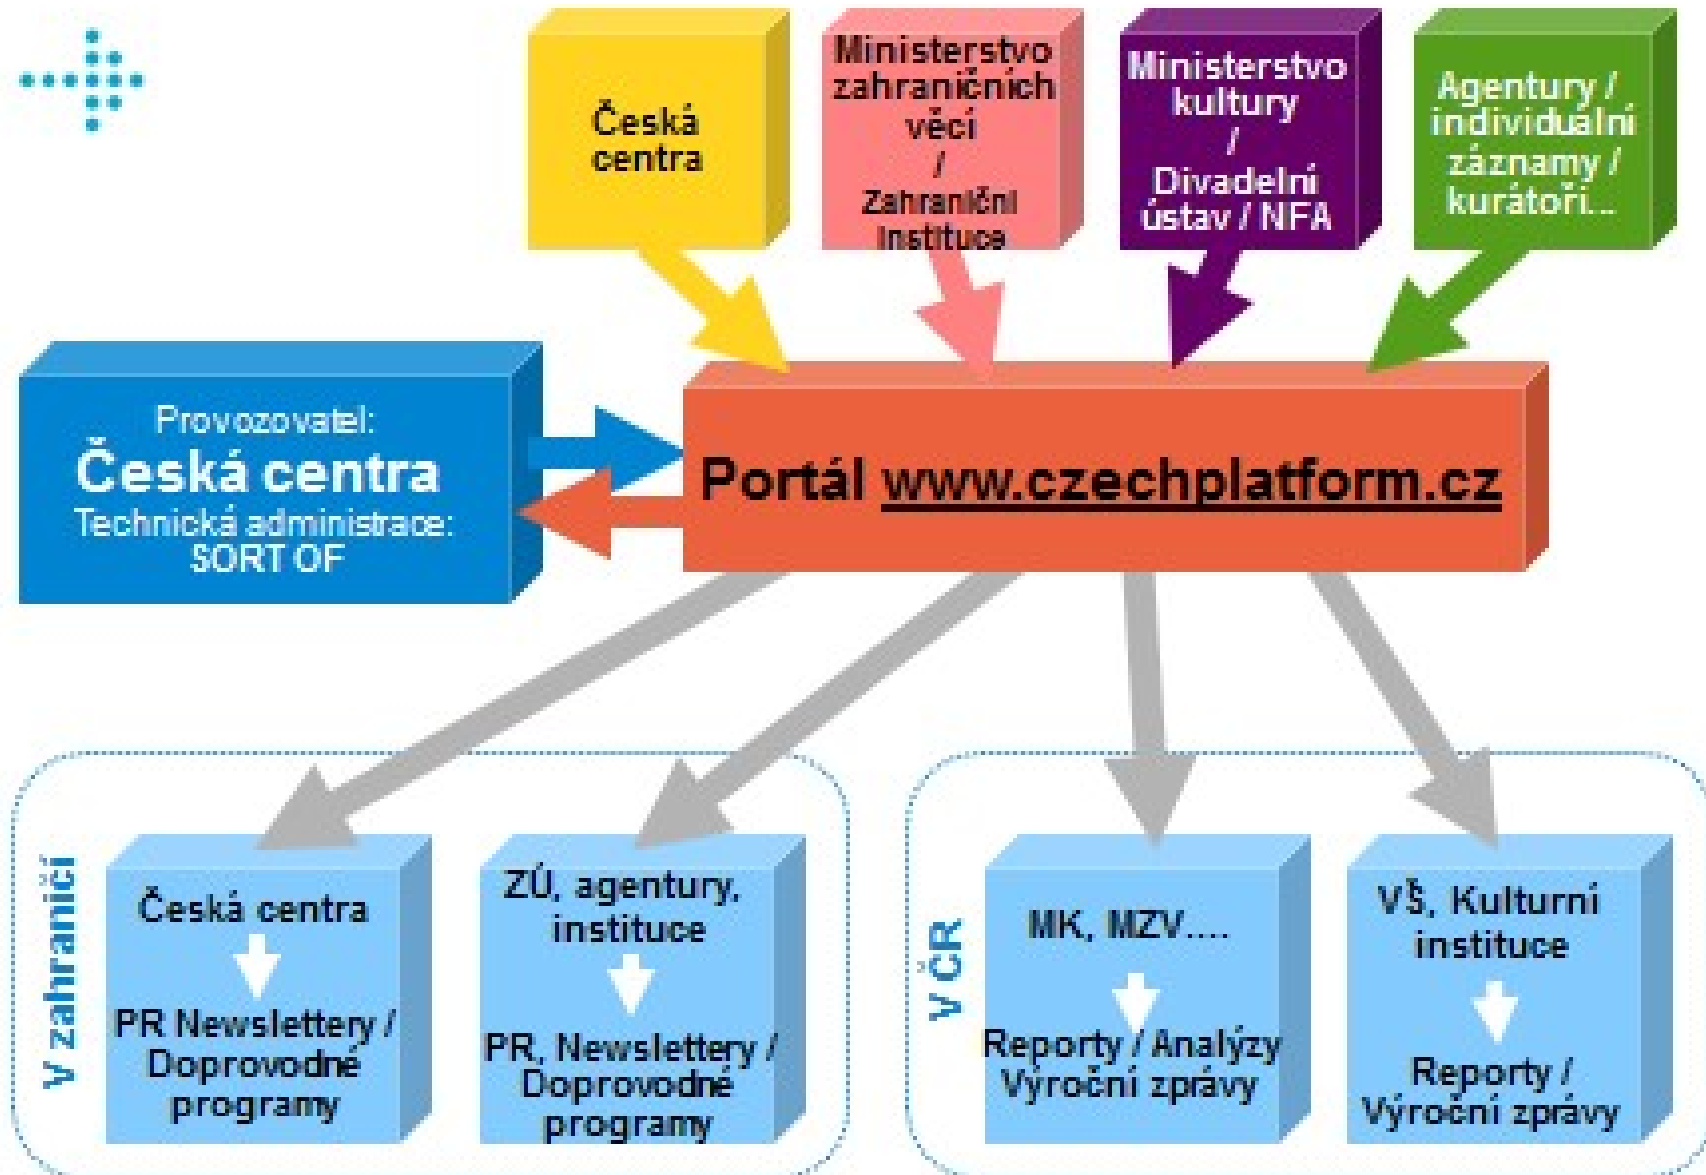 Česká
centra
Ministerstvo
zahraničních
věcí
/
Zahraniční
Instituce
Ministerstvo
kultury
/
Divadelní
ústav / NFA
Agentury /
individuální
záznamy /
kurátoři...
Provozovatel:
Česká centra
Technická administrace:
SORT OF
Portál www.czechplatform.cz
V zahraničí
Česká centra
PR Newslettery /
Doprovodné
programy
ZÚ, agentury,
instituce
PR, Newslettery /
Doprovodné
programy
V ČR
MK, MZV....
Reporty / Analýzy
Výroční zprávy
VŠ, Kulturní
instituce
Reporty /
Výroční zprávy